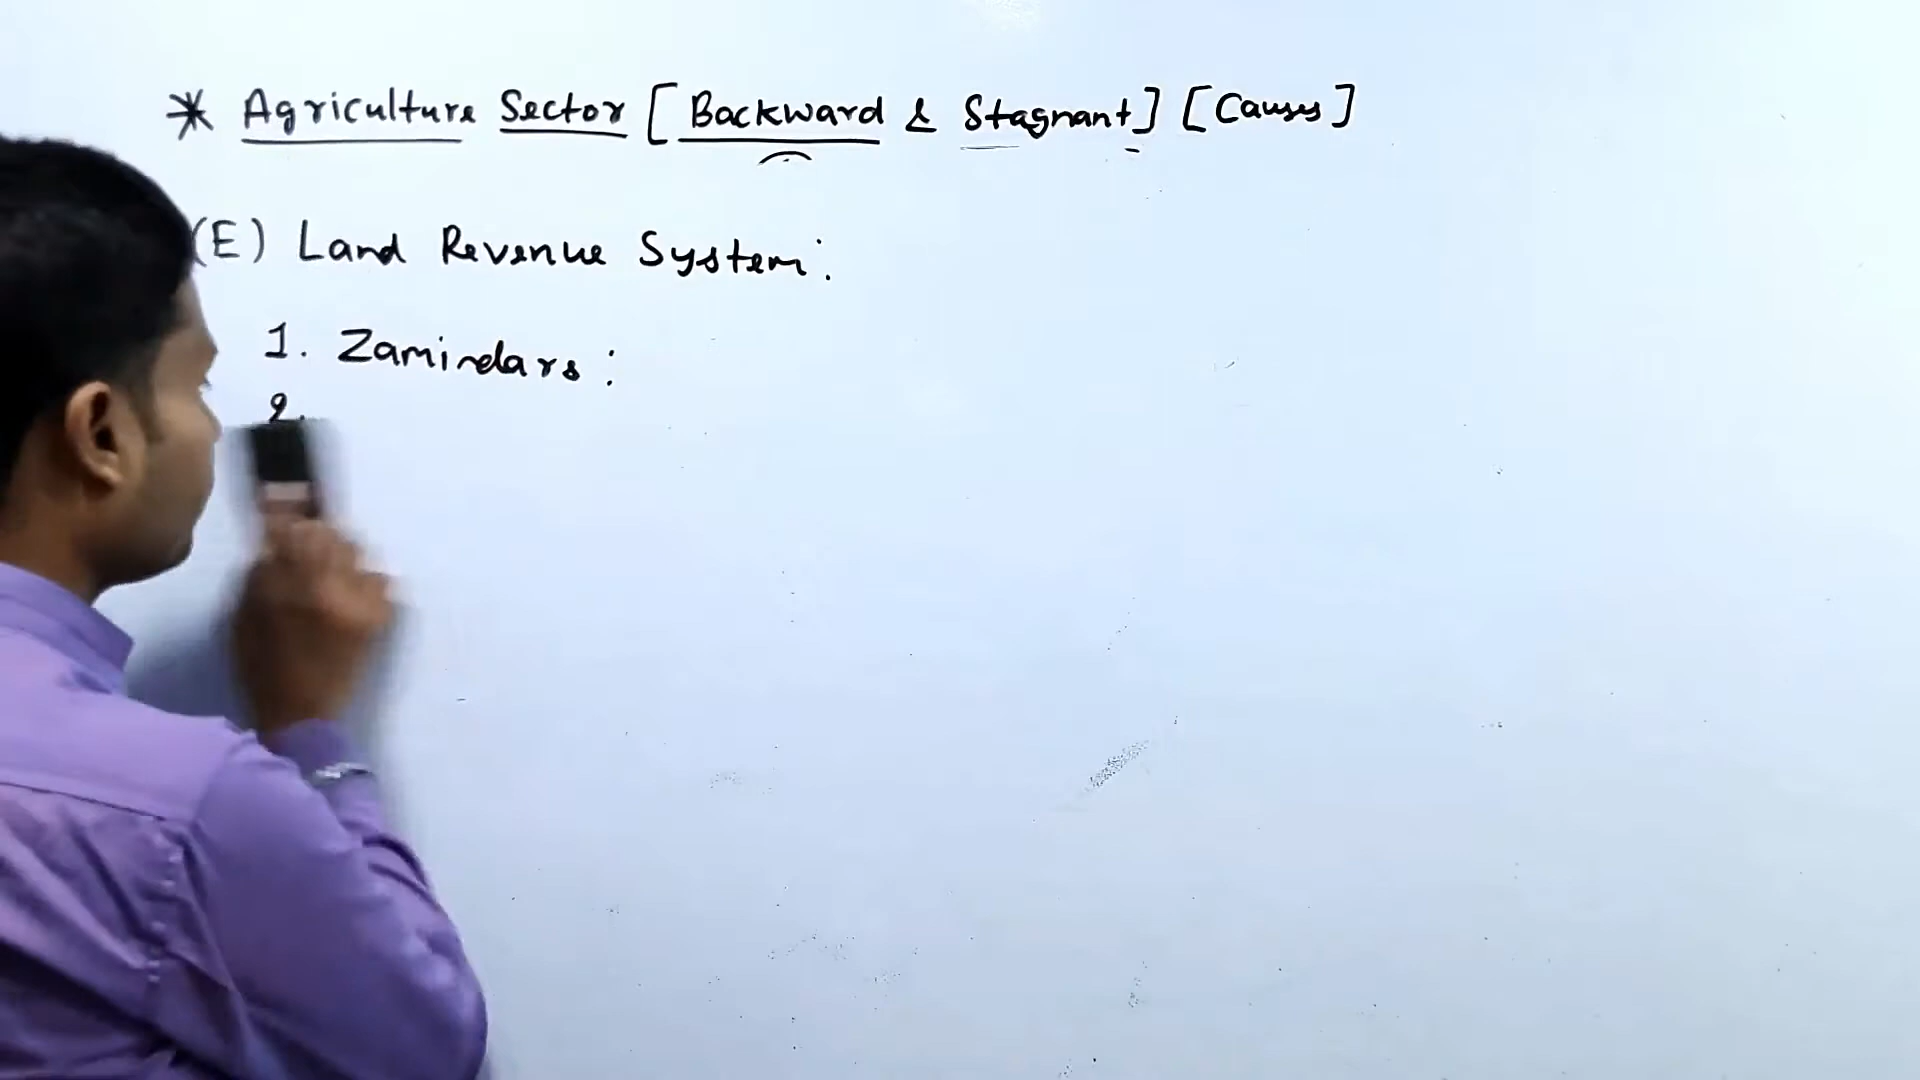 * Agriculture Sector [Backward & Stagnant] [Causes]
(E) Land Revenue System:
1. Zamindars:
2.